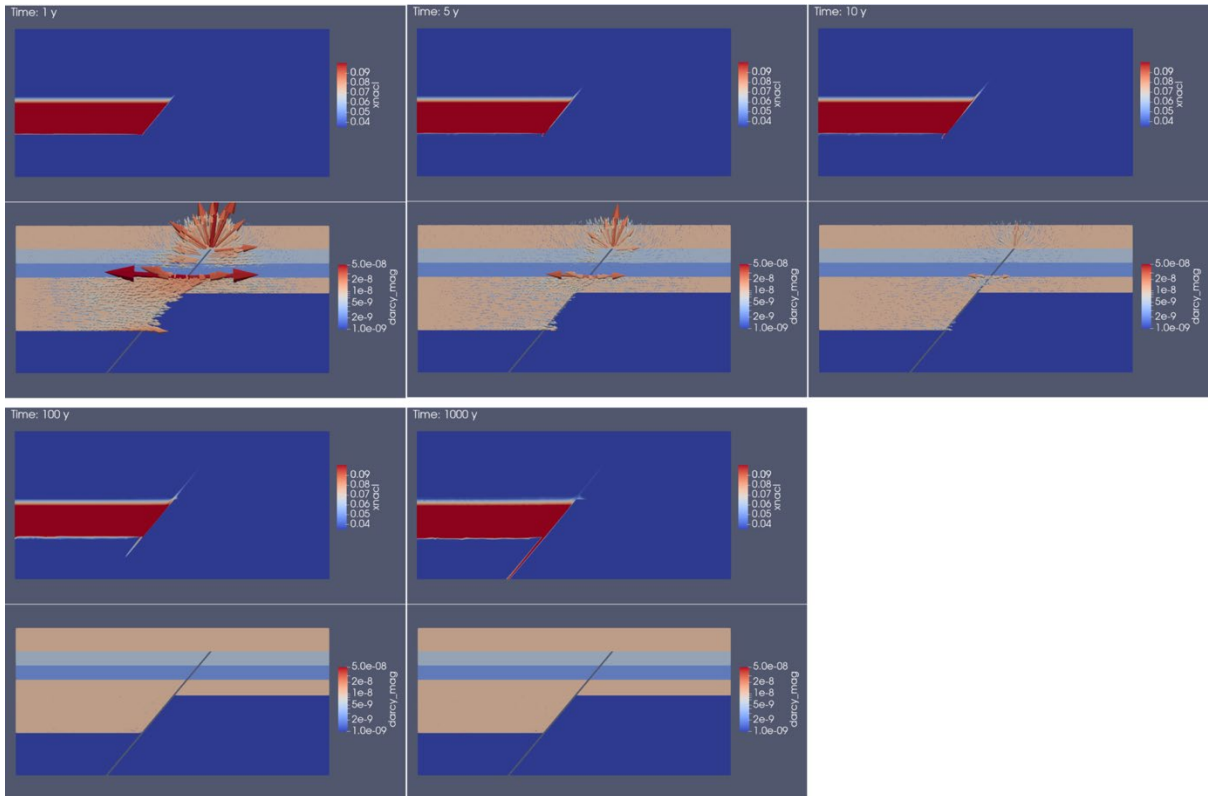 Time: 1 y
0.09
0.08
0.07
0.06
0.05
0.04
xnacl
5.0e-08
2e-8
1e-8
5e-9
2e-9
1.0e-09
darcy_mag
Time: 5 y
0.09
0.08
0.07
0.06
0.05
0.04
xnacl
5.0e-08
2e-8
1e-8
5e-9
2e-9
1.0e-09
darcy_mag
Time: 10 y
0.09
0.08
0.07
0.06
0.05
0.04
xnacl
5.0e-08
2e-8
1e-8
5e-9
2e-9
1.0e-09
darcy_mag
Time: 100 y
0.09
0.08
0.07
0.06
0.05
0.04
xnacl
5.0e-08
2e-8
1e-8
5e-9
2e-9
1.0e-09
darcy_mag
Time: 1000 y
0.09
0.08
0.07
0.06
0.05
0.04
xnacl
5.0e-08
2e-8
1e-8
5e-9
2e-9
1.0e-09
darcy_mag